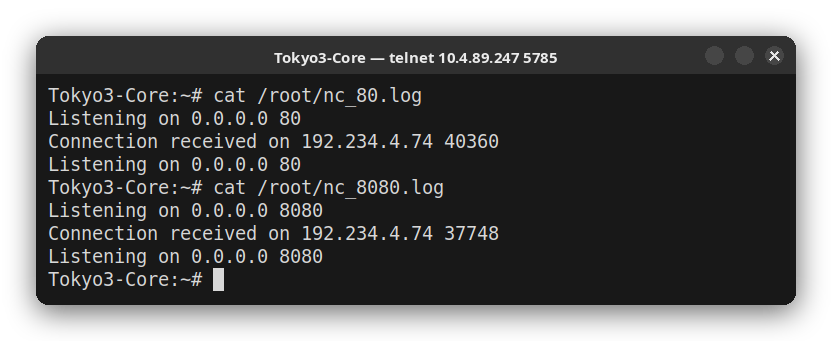 Tokyo3-Core — telnet 10.4.89.247 5785
Tokyo3-Core:~# cat /root/nc_80.log
Listening on 0.0.0.0 80
Connection received on 192.234.4.74 40360
Listening on 0.0.0.0 80
Tokyo3-Core:~# cat /root/nc_8080.log
Listening on 0.0.0.0 8080
Connection received on 192.234.4.74 37748
Listening on 0.0.0.0 8080
Tokyo3-Core:~#